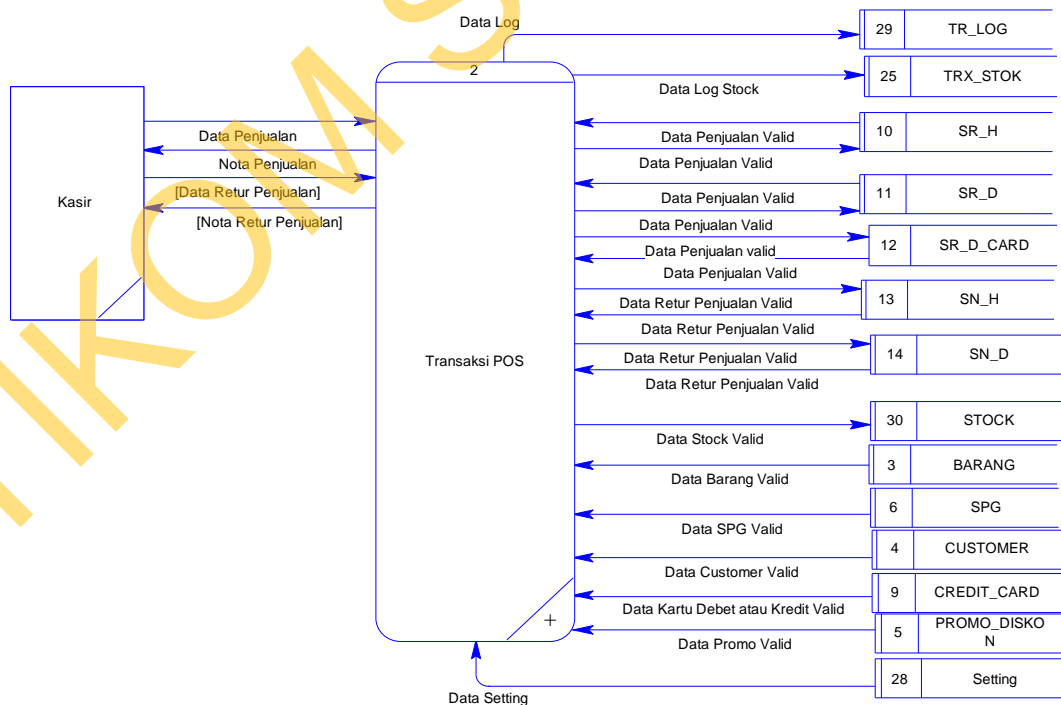 Data Log
29 TR_LOG
2
25 TRX_STOK
Data Log Stock
Data Penjualan
10 SR_H
Data Penjualan Valid
Nota Penjualan
Data Penjualan Valid
Kasir
[Data Retur Penjualan]
11 SR_D
Data Penjualan Valid
[Nota Retur Penjualan]
Data Penjualan Valid
12 SR_D_CARD
Data Penjualan valid
Data Penjualan Valid
13 SN_H
Data Retur Penjualan Valid
Data Retur Penjualan Valid
Transaksi POS
14 SN_D
Data Retur Penjualan Valid
Data Retur Penjualan Valid
30 STOCK
Data Stock Valid
3 BARANG
Data Barang Valid
6 SPG
Data SPG Valid
4 CUSTOMER
Data Customer Valid
9 CREDIT_CARD
Data Kartu Debet atau Kredit Valid
+
5 PROMO_DISKO
N
Data Promo Valid
28 Setting
Data Setting
IKOM S